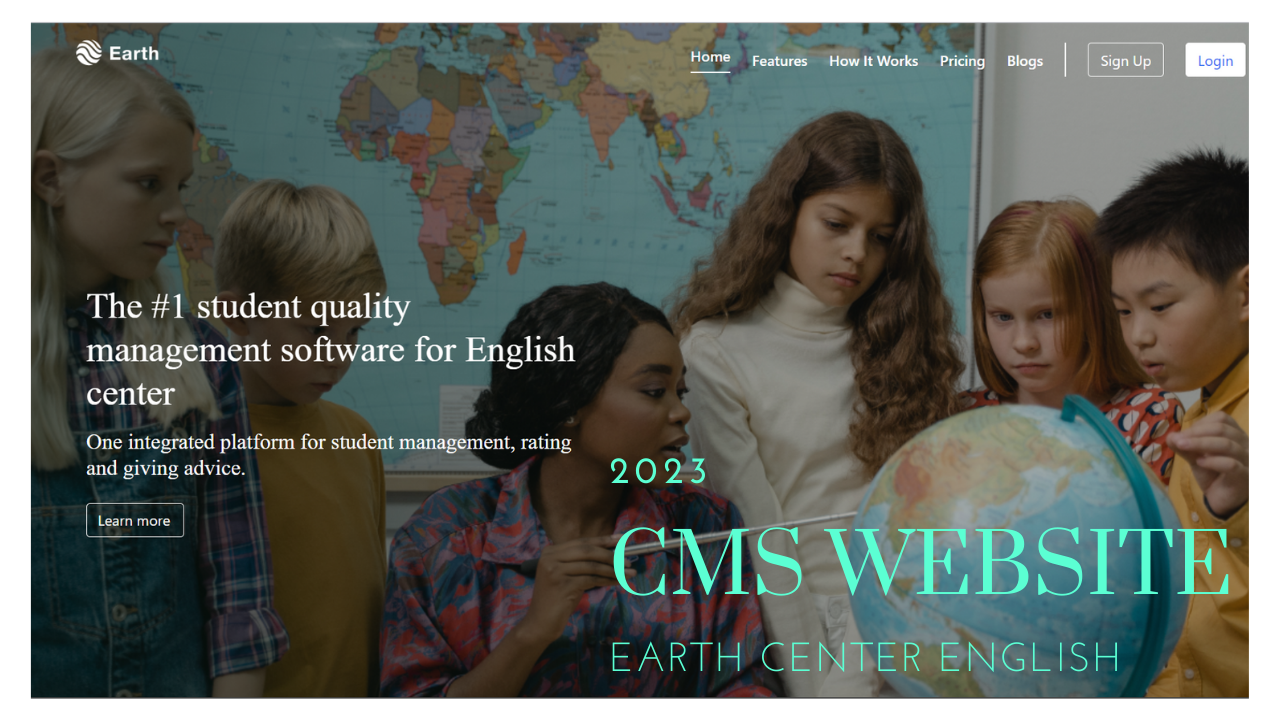 Earth
Home Features How It Works Pricing Blogs Sign Up Login
The #1 student quality
management software for English
center
One integrated platform for student management, rating
and giving advice.
Learn more
2023
CMS WEBSITE
EARTH CENTER ENGLISH